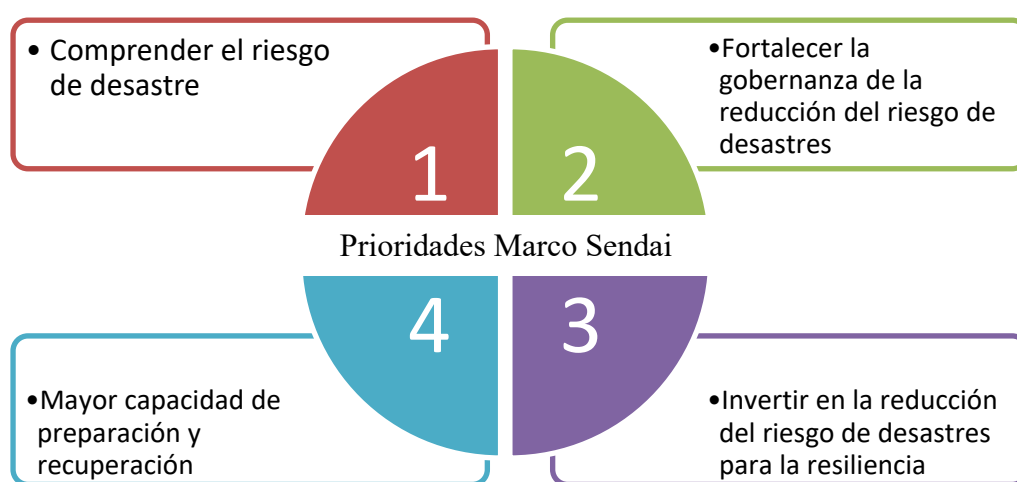 • Comprender el riesgo
de desastre
•Fortalecer la
gobernanza de la
reducción del riesgo de
desastres
1
2
Prioridades Marco Sendai
4
3
•Mayor capacidad de
preparación y
recuperación
•Invertir en la reducción
del riesgo de desastres
para la resiliencia